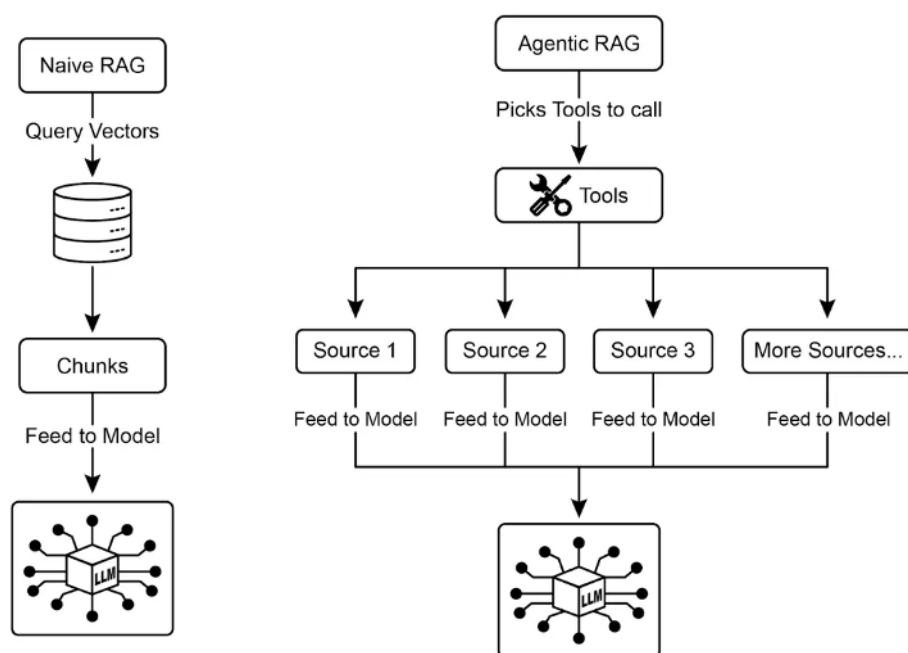 Naive RAG
Query Vectors
Chunks
Feed to Model
LLM
Agentic RAG
Picks Tools to call
Tools
Source 1
Source 2
Source 3
More Sources...
Feed to Model
Feed to Model
Feed to Model
Feed to Model
LLM